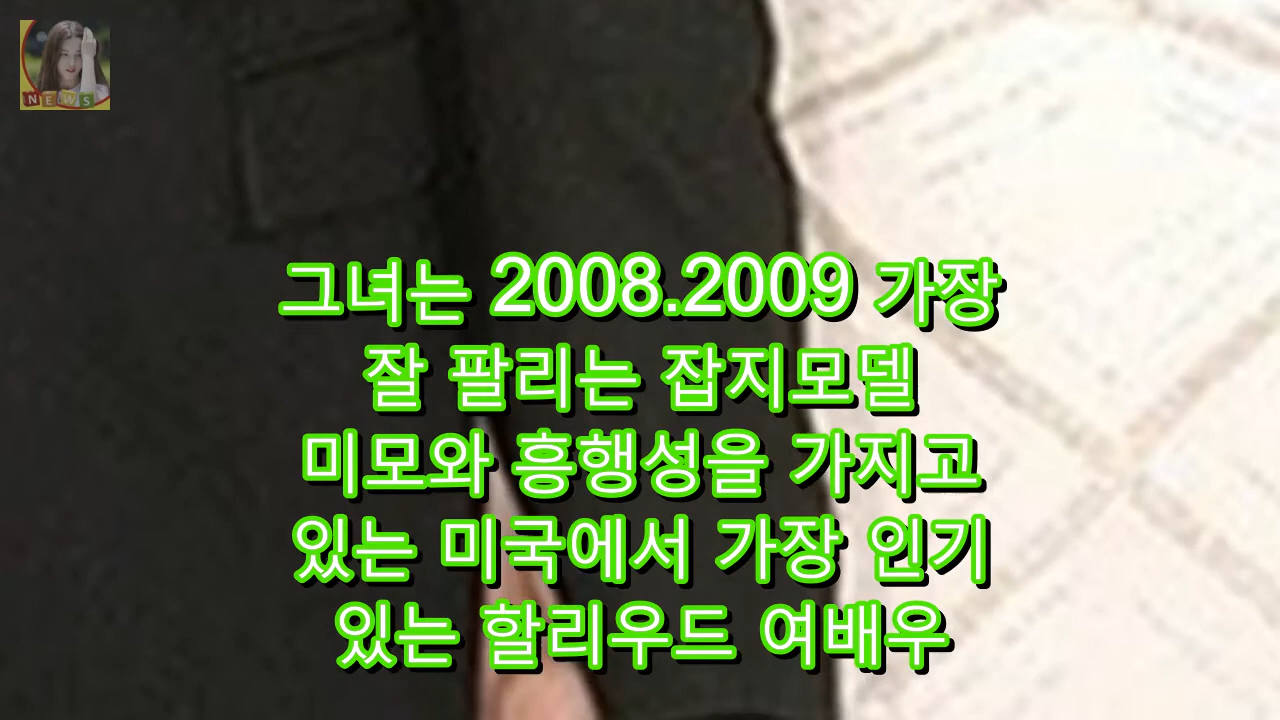 NEWS
그녀는 2008.2009 가장
잘 팔리는 잡지모델
미모와 흥행성을 가지고
있는 미국에서 가장 인기
있는 할리우드 여배우